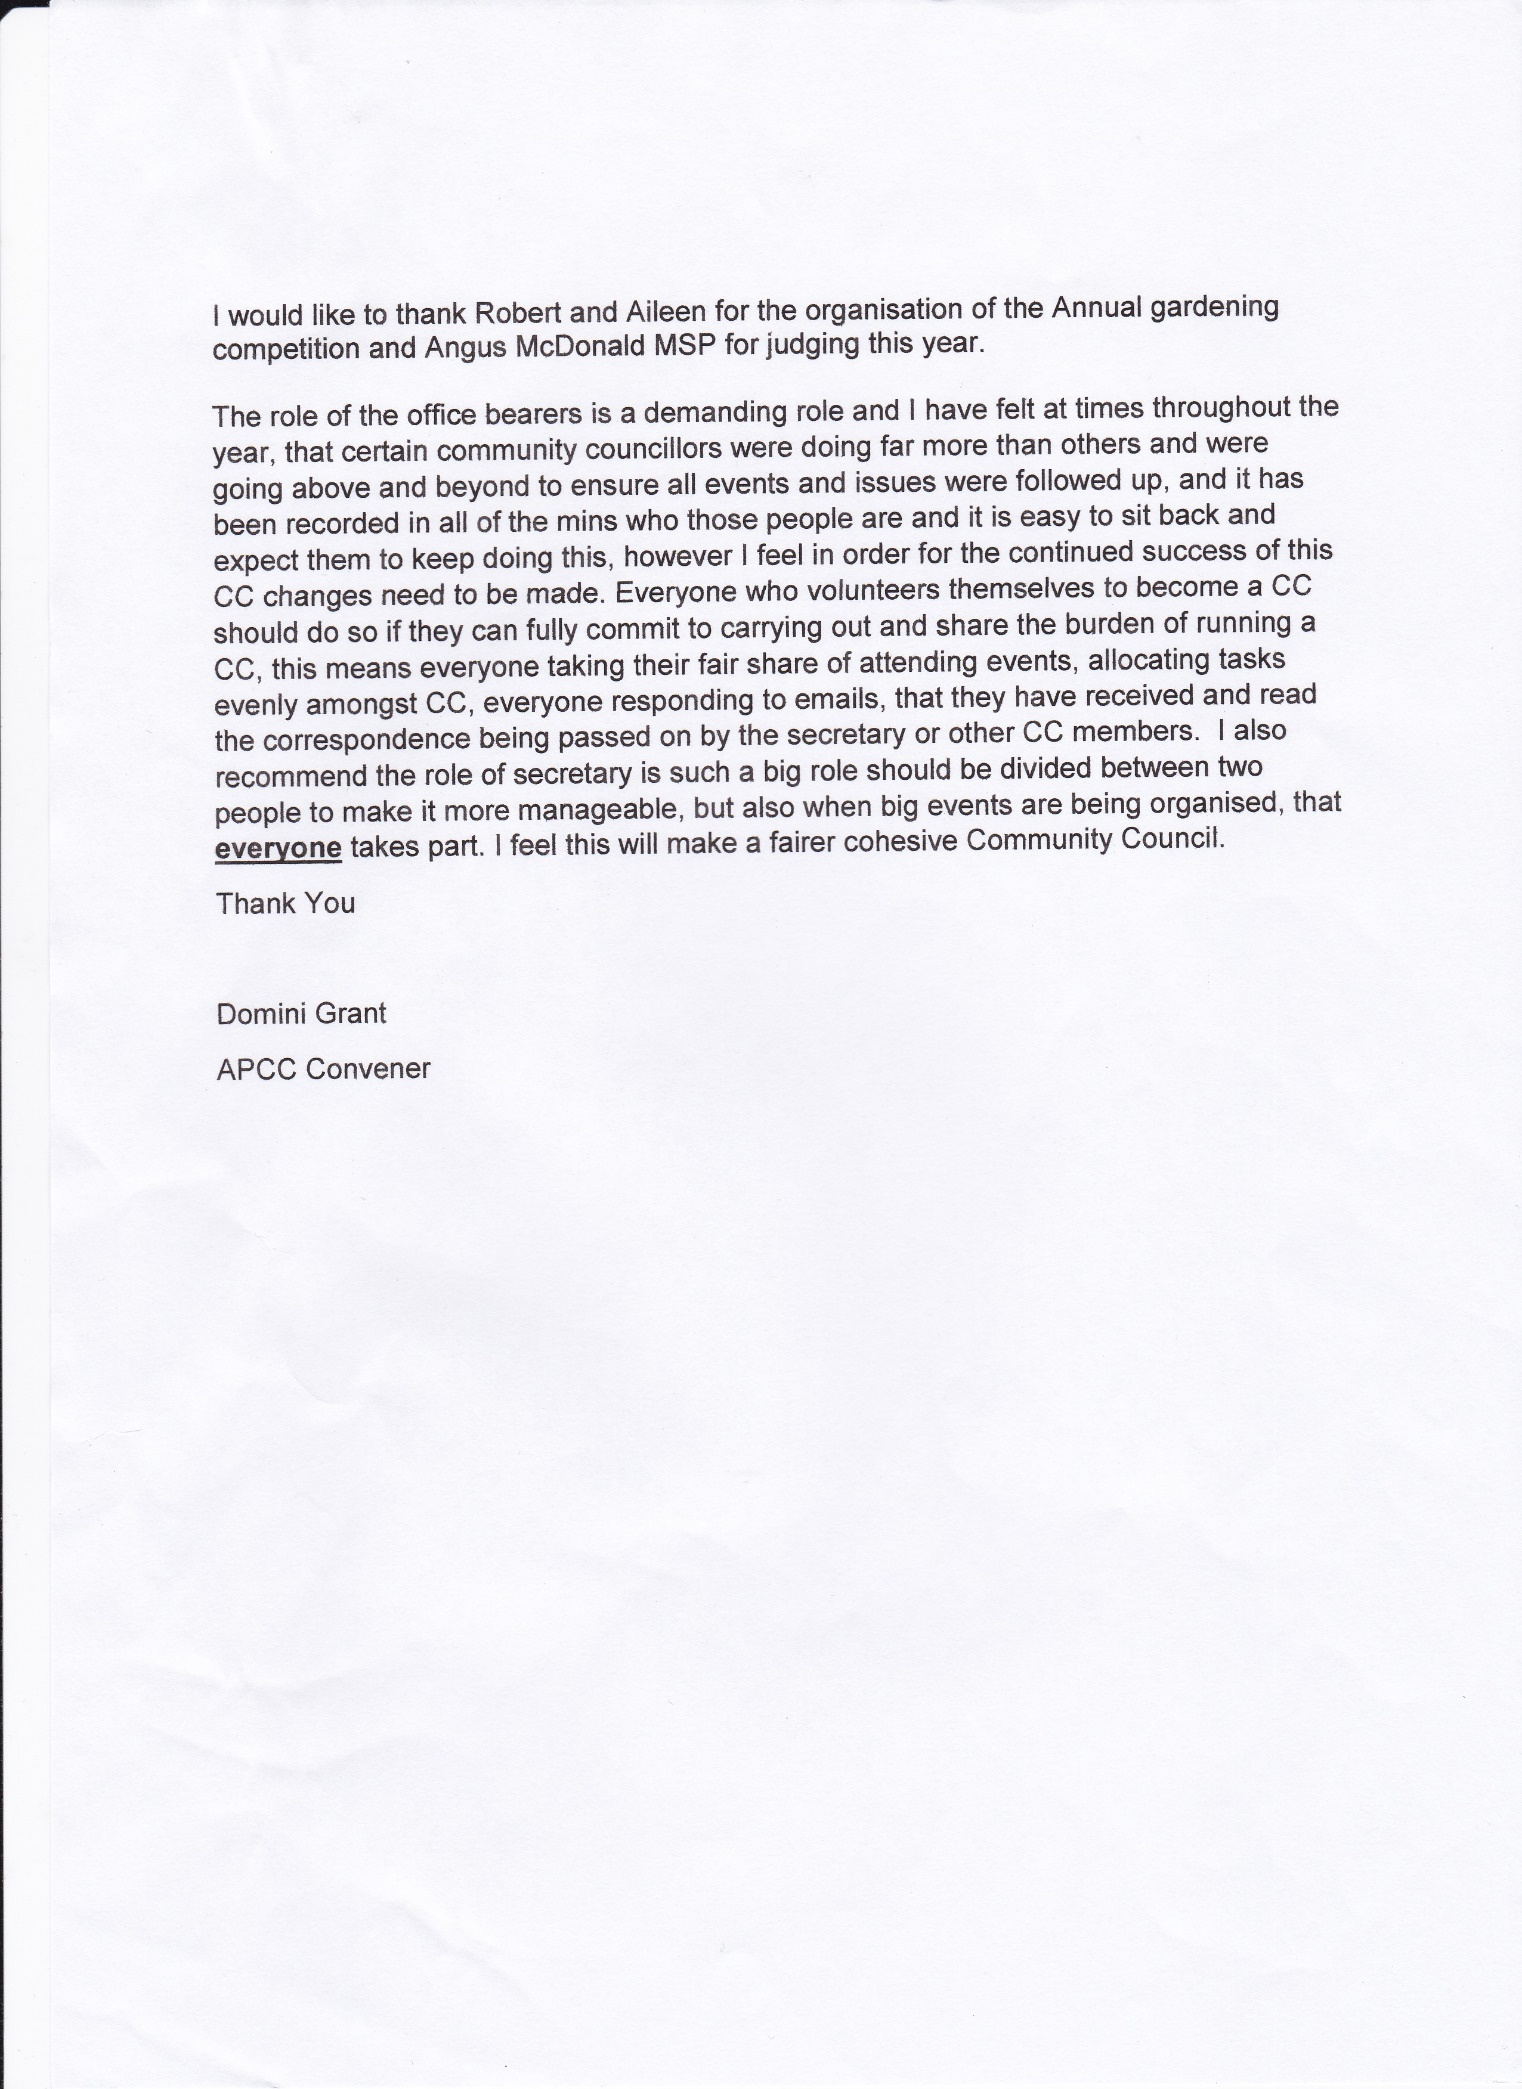 I would like to thank Robert and Aileen for the organisation of the Annual gardening
competition and Angus McDonald MSP for judging this year.
The role of the office bearers is a demanding role and I have felt at times throughout the
year, that certain community councillors were doing far more than others and were
going above and beyond to ensure all events and issues were followed up, and it has
been recorded in all of the mins who those people are and it is easy to sit back and
expect them to keep doing this, however I feel in order for the continued success of this
CC changes need to be made. Everyone who volunteers themselves to become a CC
should do so if they can fully commit to carrying out and share the burden of running a
CC, this means everyone taking their fair share of attending events, allocating tasks
evenly amongst CC, everyone responding to emails, that they have received and read
the correspondence being passed on by the secretary or other CC members.  I also
recommend the role of secretary is such a big role should be divided between two
people to make it more manageable, but also when big events are being organised, that
everyone takes part. I feel this will make a fairer cohesive Community Council.
Thank You
Domini Grant
APCC Convener